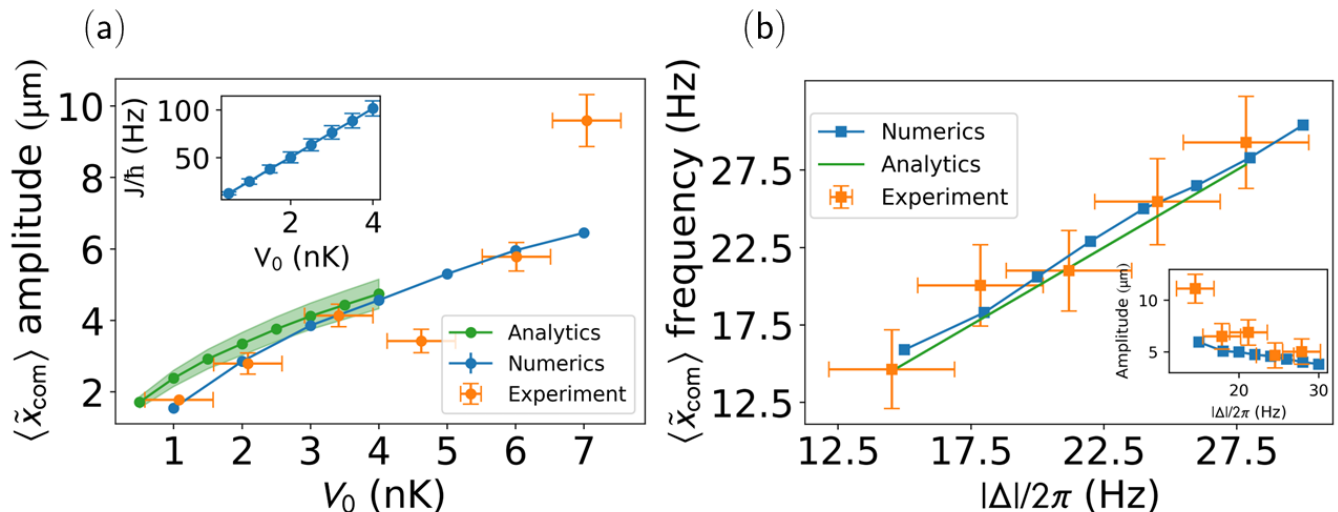 (a)
⟨x̃com⟩ amplitude (μm)
10
8
6
4
2
J/ħ (Hz)
100
50
2 4
V0 (nK)
Analytics
Numerics
Experiment
1 2 3 4 5 6 7
V0 (nK)
(b)
⟨x̃com⟩ frequency (Hz)
27.5
22.5
17.5
12.5
Numerics
Analytics
Experiment
Amplitude (μm)
10
5
20 30
|Δ|/2π (Hz)
12.5 17.5 22.5 27.5
|Δ|/2π (Hz)